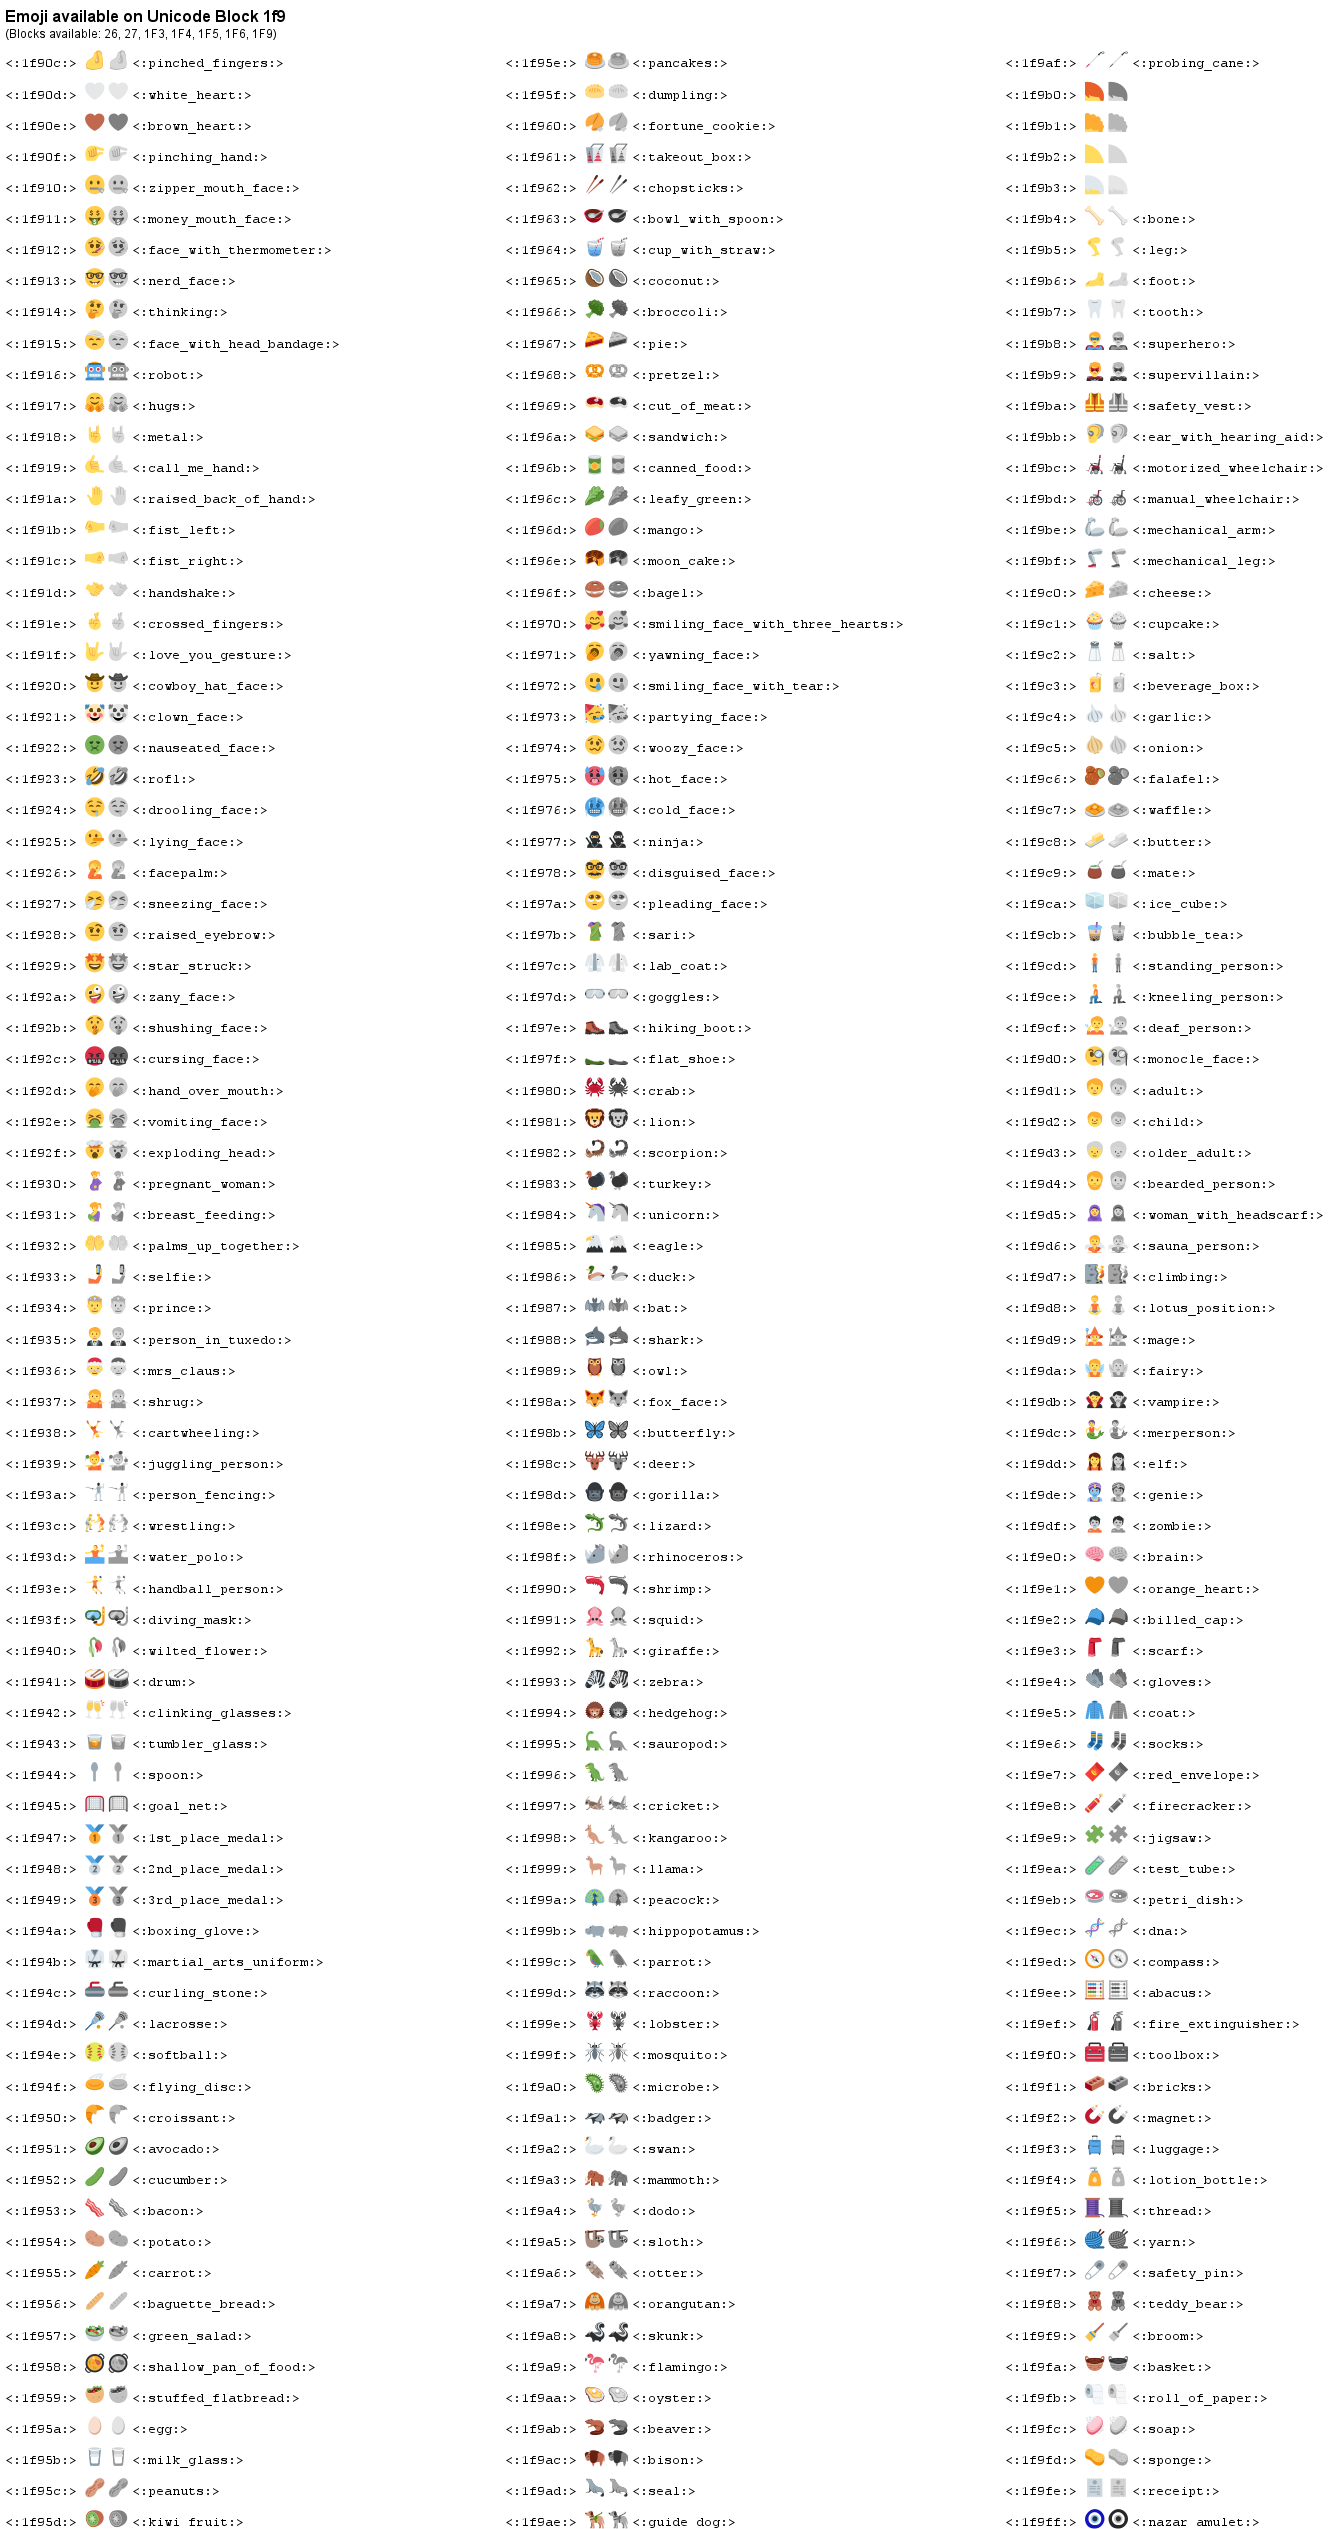 Emoji available on Unicode Block 1f9
(Blocks available: 26, 27, 1F3, 1F4, 1F5, 1F6, 1F9)
<:1f90c:> <:pinched_fingers:>
<:1f90d:> <:white_heart:>
<:1f90e:> <:brown_heart:>
<:1f90f:> <:pinching_hand:>
<:1f910:> <:zipper_mouth_face:>
<:1f911:> <:money_mouth_face:>
<:1f912:> <:face_with_thermometer:>
<:1f913:> <:nerd_face:>
<:1f914:> <:thinking:>
<:1f915:> <:face_with_head_bandage:>
<:1f916:> <:robot:>
<:1f917:> <:hugs:>
<:1f918:> <:metal:>
<:1f919:> <:call_me_hand:>
<:1f91a:> <:raised_back_of_hand:>
<:1f91b:> <:fist_left:>
<:1f91c:> <:fist_right:>
<:1f91d:> <:handshake:>
<:1f91e:> <:crossed_fingers:>
<:1f91f:> <:love_you_gesture:>
<:1f920:> <:cowboy_hat_face:>
<:1f921:> <:clown_face:>
<:1f922:> <:nauseated_face:>
<:1f923:> <:rofl:>
<:1f924:> <:drooling_face:>
<:1f925:> <:lying_face:>
<:1f926:> <:facepalm:>
<:1f927:> <:sneezing_face:>
<:1f928:> <:raised_eyebrow:>
<:1f929:> <:star_struck:>
<:1f92a:> <:zany_face:>
<:1f92b:> <:shushing_face:>
<:1f92c:> <:cursing_face:>
<:1f92d:> <:hand_over_mouth:>
<:1f92e:> <:vomiting_face:>
<:1f92f:> <:exploding_head:>
<:1f930:> <:pregnant_woman:>
<:1f931:> <:breast_feeding:>
<:1f932:> <:palms_up_together:>
<:1f933:> <:selfie:>
<:1f934:> <:prince:>
<:1f935:> <:person_in_tuxedo:>
<:1f936:> <:mrs_claus:>
<:1f937:> <:shrug:>
<:1f938:> <:cartwheeling:>
<:1f939:> <:juggling_person:>
<:1f93a:> <:person_fencing:>
<:1f93c:> <:wrestling:>
<:1f93d:> <:water_polo:>
<:1f93e:> <:handball_person:>
<:1f93f:> <:diving_mask:>
<:1f940:> <:wilted_flower:>
<:1f941:> <:drum:>
<:1f942:> <:clinking_glasses:>
<:1f943:> <:tumbler_glass:>
<:1f944:> <:spoon:>
<:1f945:> <:goal_net:>
<:1f947:> <:1st_place_medal:>
<:1f948:> <:2nd_place_medal:>
<:1f949:> <:3rd_place_medal:>
<:1f94a:> <:boxing_glove:>
<:1f94b:> <:martial_arts_uniform:>
<:1f94c:> <:curling_stone:>
<:1f94d:> <:lacrosse:>
<:1f94e:> <:softball:>
<:1f94f:> <:flying_disc:>
<:1f950:> <:croissant:>
<:1f951:> <:avocado:>
<:1f952:> <:cucumber:>
<:1f953:> <:bacon:>
<:1f954:> <:potato:>
<:1f955:> <:carrot:>
<:1f956:> <:baguette_bread:>
<:1f957:> <:green_salad:>
<:1f958:> <:shallow_pan_of_food:>
<:1f959:> <:stuffed_flatbread:>
<:1f95a:> <:egg:>
<:1f95b:> <:milk_glass:>
<:1f95c:> <:peanuts:>
<:1f95d:> <:kiwi fruit:>
<:1f95e:> <:pancakes:>
<:1f95f:> <:dumpling:>
<:1f960:> <:fortune_cookie:>
<:1f961:> <:takeout_box:>
<:1f962:> <:chopsticks:>
<:1f963:> <:bowl_with_spoon:>
<:1f964:> <:cup_with_straw:>
<:1f965:> <:coconut:>
<:1f966:> <:broccoli:>
<:1f967:> <:pie:>
<:1f968:> <:pretzel:>
<:1f969:> <:cut_of_meat:>
<:1f96a:> <:sandwich:>
<:1f96b:> <:canned_food:>
<:1f96c:> <:leafy_green:>
<:1f96d:> <:mango:>
<:1f96e:> <:moon_cake:>
<:1f96f:> <:bagel:>
<:1f970:> <:smiling_face_with_three_hearts:>
<:1f971:> <:yawning_face:>
<:1f972:> <:smiling_face_with_tear:>
<:1f973:> <:partying_face:>
<:1f974:> <:woozy_face:>
<:1f975:> <:hot_face:>
<:1f976:> <:cold_face:>
<:1f977:> <:ninja:>
<:1f978:> <:disguised_face:>
<:1f97a:> <:pleading_face:>
<:1f97b:> <:sari:>
<:1f97c:> <:lab_coat:>
<:1f97d:> <:goggles:>
<:1f97e:> <:hiking_boot:>
<:1f97f:> <:flat_shoe:>
<:1f980:> <:crab:>
<:1f981:> <:lion:>
<:1f982:> <:scorpion:>
<:1f983:> <:turkey:>
<:1f984:> <:unicorn:>
<:1f985:> <:eagle:>
<:1f986:> <:duck:>
<:1f987:> <:bat:>
<:1f988:> <:shark:>
<:1f989:> <:owl:>
<:1f98a:> <:fox_face:>
<:1f98b:> <:butterfly:>
<:1f98c:> <:deer:>
<:1f98d:> <:gorilla:>
<:1f98e:> <:lizard:>
<:1f98f:> <:rhinoceros:>
<:1f990:> <:shrimp:>
<:1f991:> <:squid:>
<:1f992:> <:giraffe:>
<:1f993:> <:zebra:>
<:1f994:> <:hedgehog:>
<:1f995:> <:sauropod:>
<:1f996:>
<:1f997:> <:cricket:>
<:1f998:> <:kangaroo:>
<:1f999:> <:llama:>
<:1f99a:> <:peacock:>
<:1f99b:> <:hippopotamus:>
<:1f99c:> <:parrot:>
<:1f99d:> <:raccoon:>
<:1f99e:> <:lobster:>
<:1f99f:> <:mosquito:>
<:1f9a0:> <:microbe:>
<:1f9a1:> <:badger:>
<:1f9a2:> <:swan:>
<:1f9a3:> <:mammoth:>
<:1f9a4:> <:dodo:>
<:1f9a5:> <:sloth:>
<:1f9a6:> <:otter:>
<:1f9a7:> <:orangutan:>
<:1f9a8:> <:skunk:>
<:1f9a9:> <:flamingo:>
<:1f9aa:> <:oyster:>
<:1f9ab:> <:beaver:>
<:1f9ac:> <:bison:>
<:1f9ad:> <:seal:>
<:1f9ae:> <:guide dog:>
<:1f9af:> <:probing_cane:>
<:1f9b0:>
<:1f9b1:>
<:1f9b2:>
<:1f9b3:>
<:1f9b4:> <:bone:>
<:1f9b5:> <:leg:>
<:1f9b6:> <:foot:>
<:1f9b7:> <:tooth:>
<:1f9b8:> <:superhero:>
<:1f9b9:> <:supervillain:>
<:1f9ba:> <:safety_vest:>
<:1f9bb:> <:ear_with_hearing_aid:>
<:1f9bc:> <:motorized_wheelchair:>
<:1f9bd:> <:manual_wheelchair:>
<:1f9be:> <:mechanical_arm:>
<:1f9bf:> <:mechanical_leg:>
<:1f9c0:> <:cheese:>
<:1f9c1:> <:cupcake:>
<:1f9c2:> <:salt:>
<:1f9c3:> <:beverage_box:>
<:1f9c4:> <:garlic:>
<:1f9c5:> <:onion:>
<:1f9c6:> <:falafel:>
<:1f9c7:> <:waffle:>
<:1f9c8:> <:butter:>
<:1f9c9:> <:mate:>
<:1f9ca:> <:ice_cube:>
<:1f9cb:> <:bubble_tea:>
<:1f9cd:> <:standing_person:>
<:1f9ce:> <:kneeling_person:>
<:1f9cf:> <:deaf_person:>
<:1f9d0:> <:monocle_face:>
<:1f9d1:> <:adult:>
<:1f9d2:> <:child:>
<:1f9d3:> <:older_adult:>
<:1f9d4:> <:bearded_person:>
<:1f9d5:> <:woman_with_headscarf:>
<:1f9d6:> <:sauna_person:>
<:1f9d7:> <:climbing:>
<:1f9d8:> <:lotus_position:>
<:1f9d9:> <:mage:>
<:1f9da:> <:fairy:>
<:1f9db:> <:vampire:>
<:1f9dc:> <:merperson:>
<:1f9dd:> <:elf:>
<:1f9de:> <:genie:>
<:1f9df:> <:zombie:>
<:1f9e0:> <:brain:>
<:1f9e1:> <:orange_heart:>
<:1f9e2:> <:billed_cap:>
<:1f9e3:> <:scarf:>
<:1f9e4:> <:gloves:>
<:1f9e5:> <:coat:>
<:1f9e6:> <:socks:>
<:1f9e7:> <:red_envelope:>
<:1f9e8:> <:firecracker:>
<:1f9e9:> <:jigsaw:>
<:1f9ea:> <:test_tube:>
<:1f9eb:> <:petri_dish:>
<:1f9ec:> <:dna:>
<:1f9ed:> <:compass:>
<:1f9ee:> <:abacus:>
<:1f9ef:> <:fire_extinguisher:>
<:1f9f0:> <:toolbox:>
<:1f9f1:> <:bricks:>
<:1f9f2:> <:magnet:>
<:1f9f3:> <:luggage:>
<:1f9f4:> <:lotion_bottle:>
<:1f9f5:> <:thread:>
<:1f9f6:> <:yarn:>
<:1f9f7:> <:safety_pin:>
<:1f9f8:> <:teddy_bear:>
<:1f9f9:> <:broom:>
<:1f9fa:> <:basket:>
<:1f9fb:> <:roll_of_paper:>
<:1f9fc:> <:soap:>
<:1f9fd:> <:sponge:>
<:1f9fe:> <:receipt:>
<:1f9ff:> <:nazar amulet:>